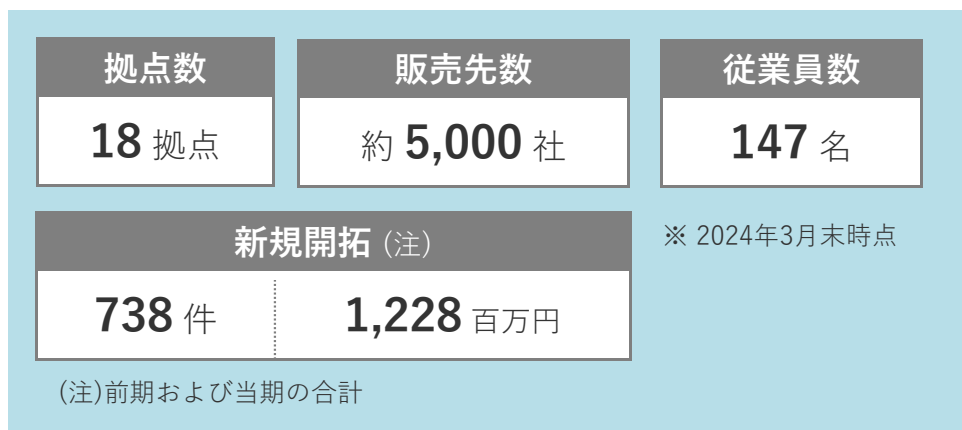 拠点数
18 拠点
販売先数
約 5,000 社
従業員数
147 名
新規開拓 (注)
738 件
1,228 百万円
※ 2024年3月末時点
(注)前期および当期の合計